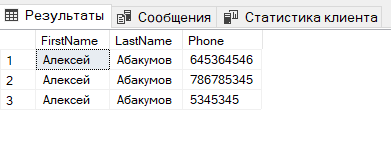 Результаты Сообщения Статистика клиента
FirstName LastName Phone
1 Алексей Абакумов 645364546
2 Алексей Абакумов 786785345
3 Алексей Абакумов 5345345